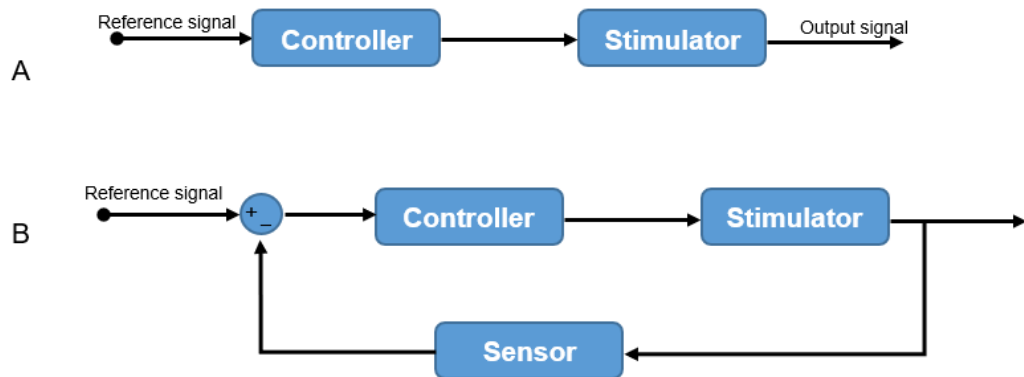 Reference signal
Controller
Stimulator
Output signal
A
Reference signal
+
−
Controller
Stimulator
B
Sensor